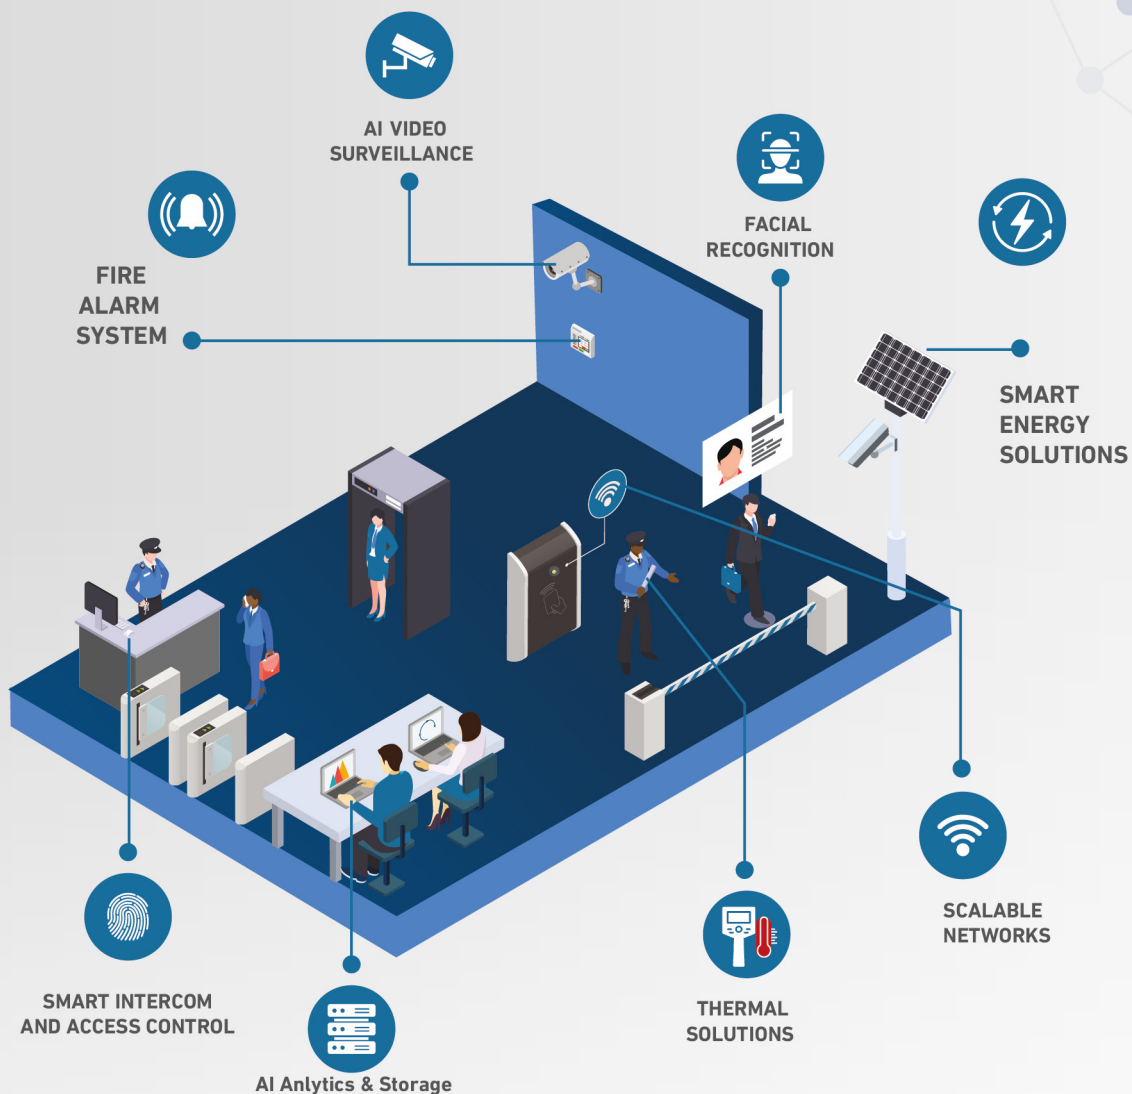 AI VIDEO
SURVEILLANCE
FACIAL
RECOGNITION
FIRE
ALARM
SYSTEM
SMART
ENERGY
SOLUTIONS
SCALABLE
NETWORKS
SMART INTERCOM
AND ACCESS CONTROL
THERMAL
SOLUTIONS
AI Anlytics & Storage